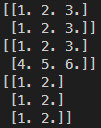 [[1. 2. 3.]
 [1. 2. 3.]]
[[1. 2. 3.]
 [4. 5. 6.]]
[[1. 2.]
 [1. 2.]
 [1. 2.]]